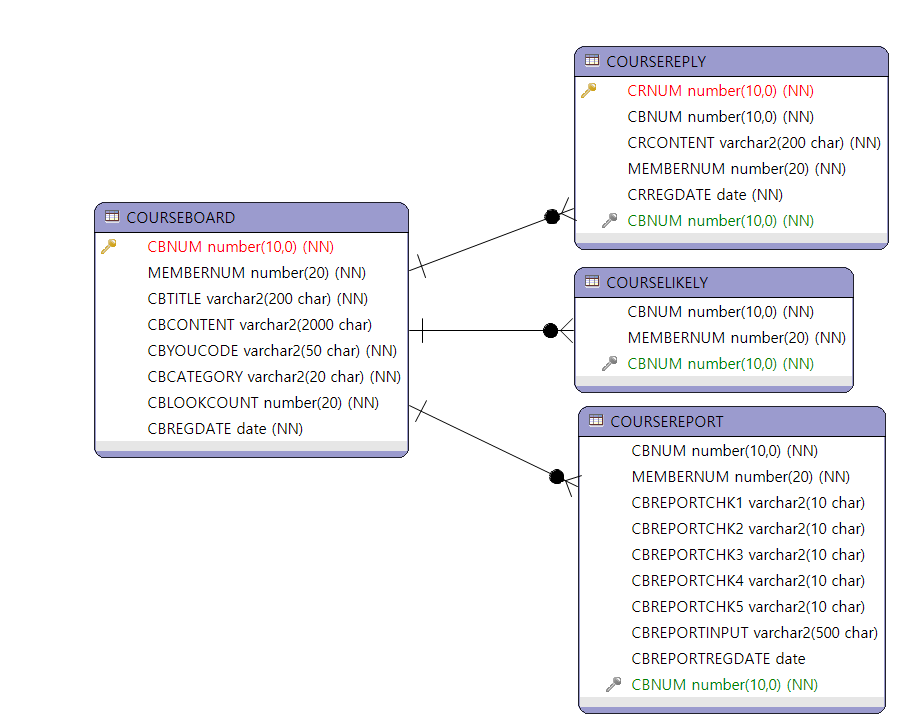 COURSEBOARD
CBNUM number(10,0) (NN)
MEMBERNUM number(20) (NN)
CBTITLE varchar2(200 char) (NN)
CBCONTENT varchar2(2000 char)
CBYOUCODE varchar2(50 char) (NN)
CBCATEGORY varchar2(20 char) (NN)
CBLOOKCOUNT number(20) (NN)
CBREGDATE date (NN)
COURSEREPLY
CRNUM number(10,0) (NN)
CBNUM number(10,0) (NN)
CRCONTENT varchar2(200 char) (NN)
MEMBERNUM number(20) (NN)
CRREGDATE date (NN)
CBNUM number(10,0) (NN)
COURSELIKELY
CBNUM number(10,0) (NN)
MEMBERNUM number(20) (NN)
CBNUM number(10,0) (NN)
COURSEREPORT
CBNUM number(10,0) (NN)
MEMBERNUM number(20) (NN)
CBREPORTCHK1 varchar2(10 char)
CBREPORTCHK2 varchar2(10 char)
CBREPORTCHK3 varchar2(10 char)
CBREPORTCHK4 varchar2(10 char)
CBREPORTCHK5 varchar2(10 char)
CBREPORTINPUT varchar2(500 char)
CBREPORTREGDATE date
CBNUM number(10,0) (NN)